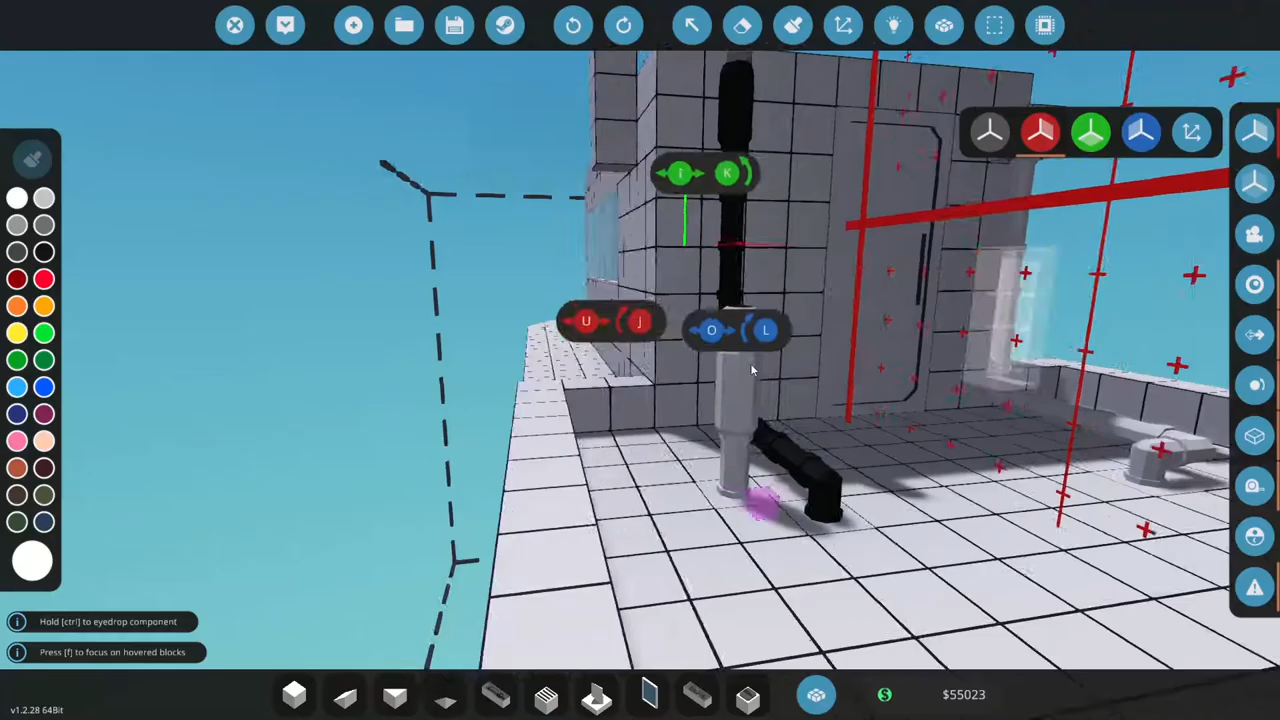 I K
U j
O L
Hold [ctrl] to eyedrop component
Press [f] to focus on hovered blocks
$ $55023
v1.2.28 64Bit